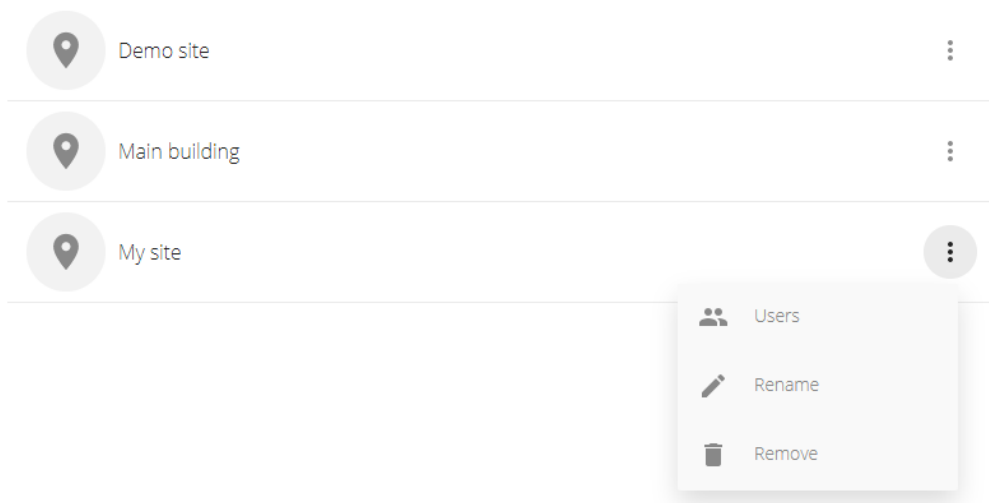 Demo site
Main building
My site
Users
Rename
Remove